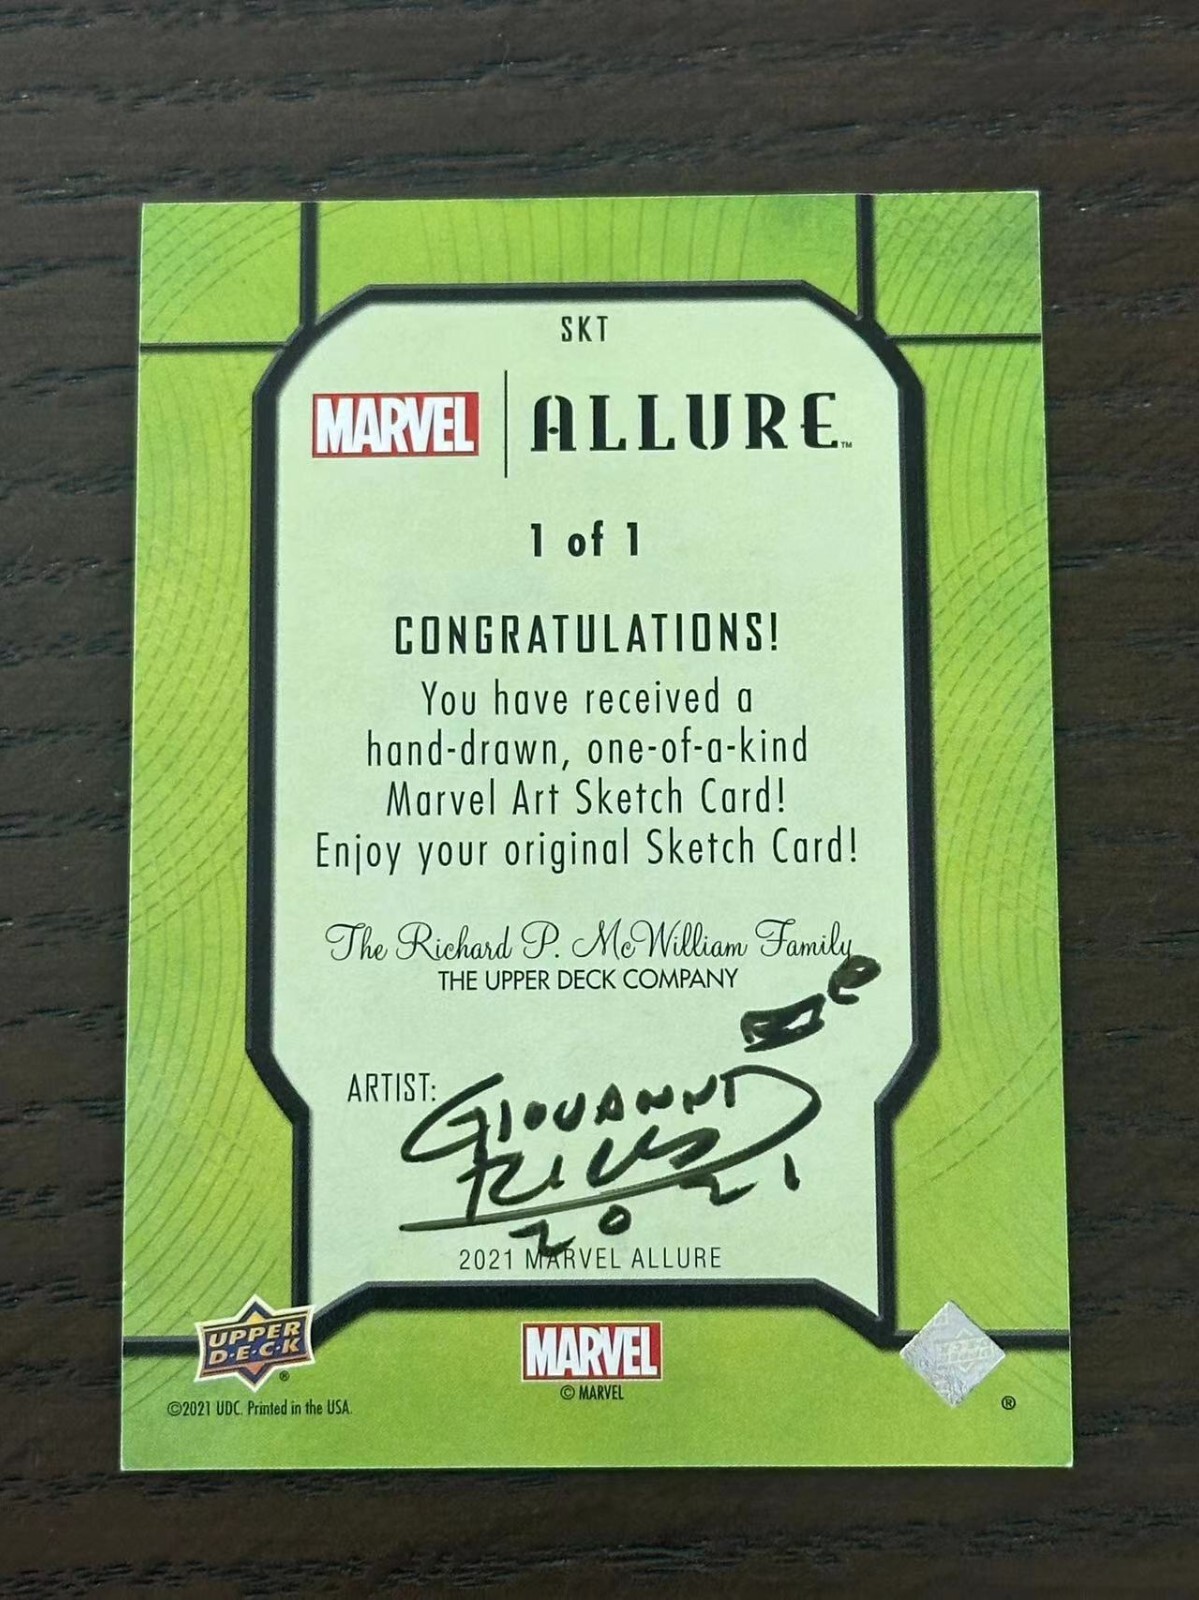 SKT
MARVEL ALLURE™
1 of 1
CONGRATULATIONS!
You have received a
hand-drawn, one-of-a-kind
Marvel Art Sketch Card!
Enjoy your original Sketch Card!
The Richard P. McWilliam Family
THE UPPER DECK COMPANY
ARTIST: GIOVANNI
2021
2021 MARVEL ALLURE
UPPER
D·E·C·K
®
MARVEL
© MARVEL
©2021 UDC. Printed in the USA.
®